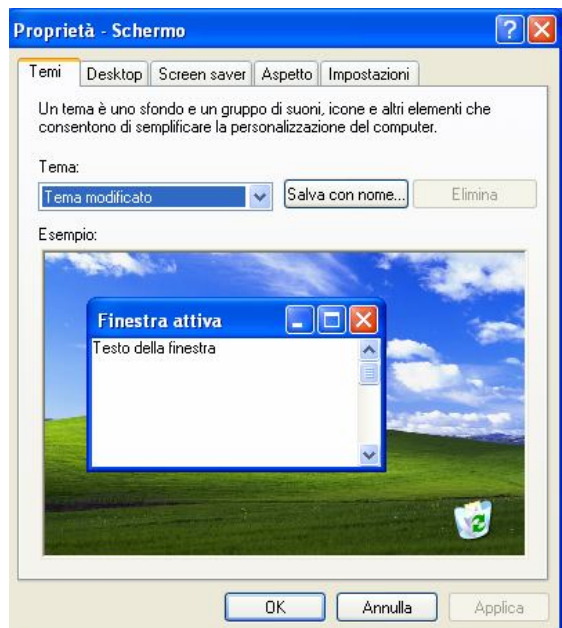 Proprietà - Schermo
Temi Desktop Screen saver Aspetto Impostazioni
Un tema è uno sfondo e un gruppo di suoni, icone e altri elementi che
consentono di semplificare la personalizzazione del computer.
Tema:
Tema modificato Salva con nome... Elimina
Esempio:
Finestra attiva
Testo della finestra
OK Annulla Applica